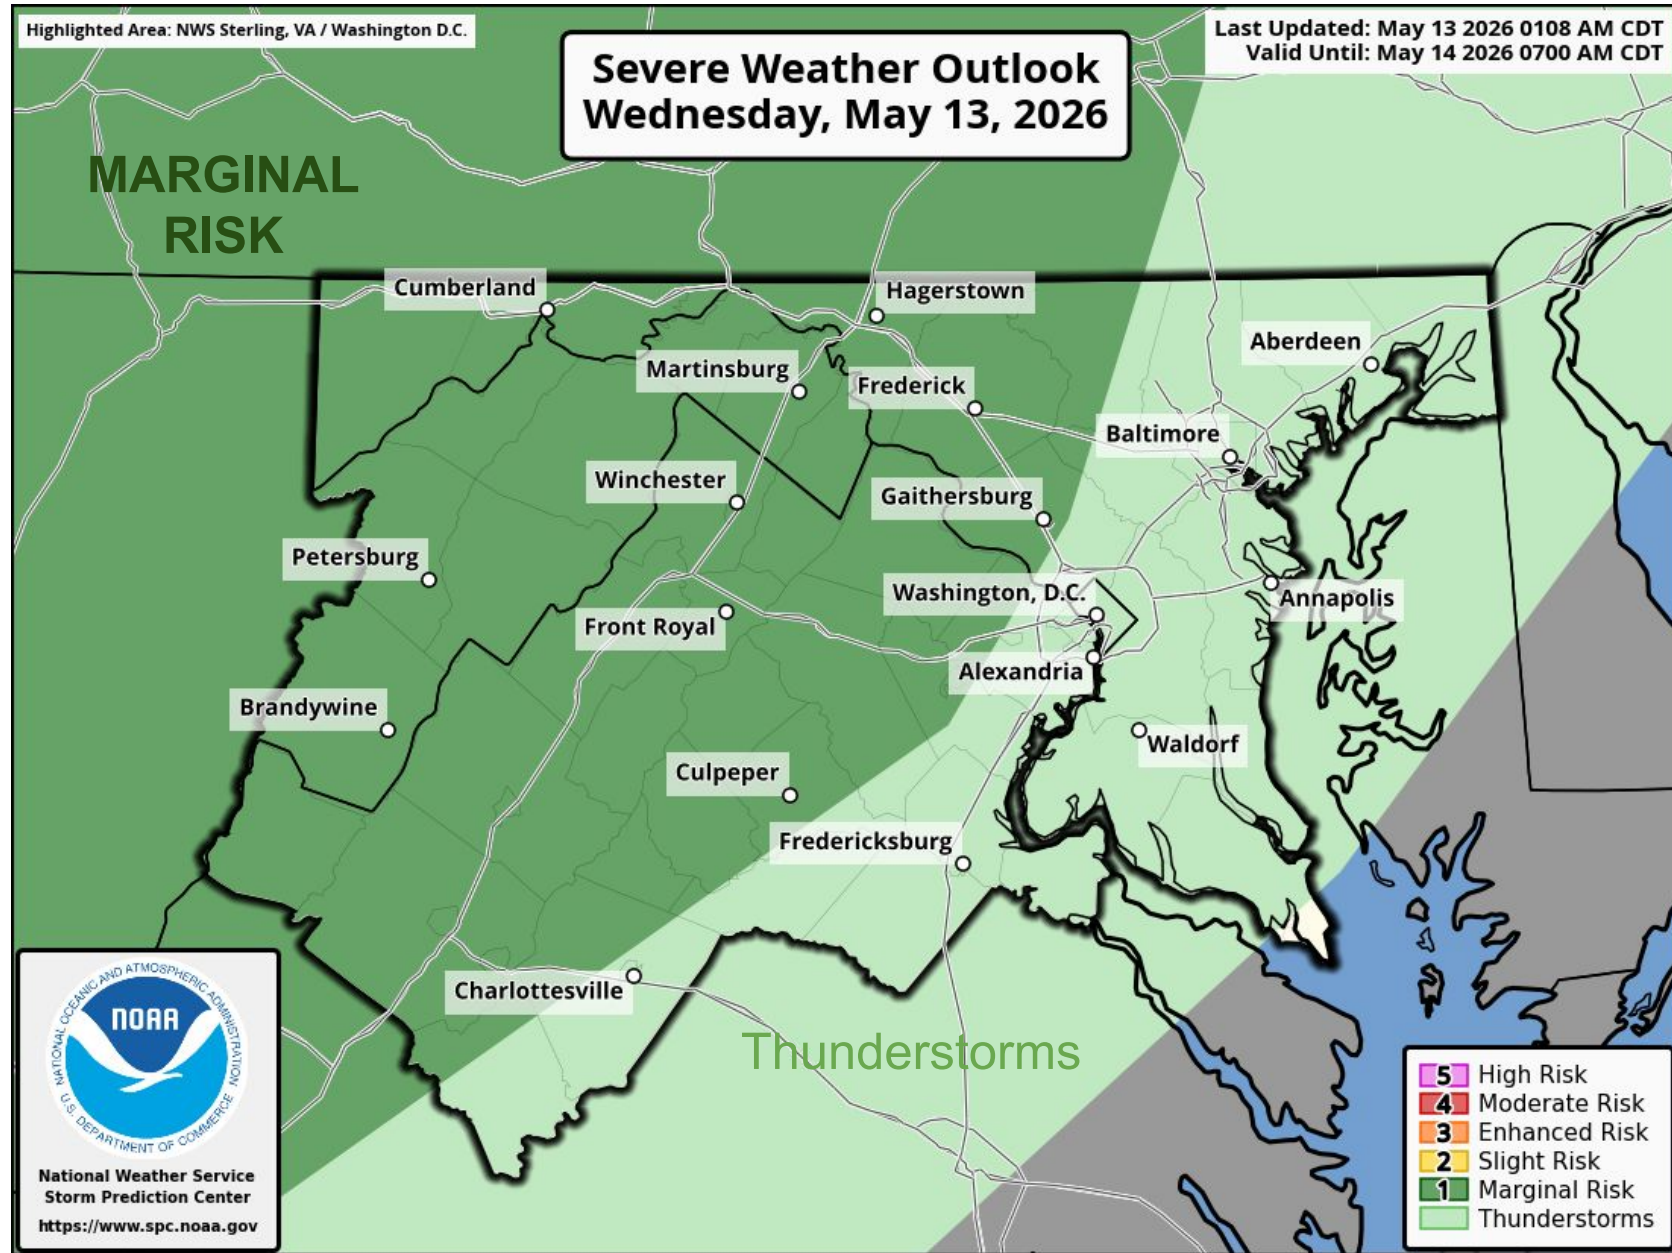 Highlighted Area: NWS Sterling, VA / Washington D.C.
Last Updated: May 13 2026 0108 AM CDT
Valid Until: May 14 2026 0700 AM CDT
Severe Weather Outlook
Wednesday, May 13, 2026
MARGINAL
RISK
Cumberland
Hagerstown
Aberdeen
Martinsburg
Frederick
Baltimore
Winchester
Gaithersburg
Petersburg
Washington, D.C.
Annapolis
Front Royal
Alexandria
Brandywine
Waldorf
Culpeper
Fredericksburg
Charlottesville
Thunderstorms
NATIONAL OCEANIC AND ATMOSPHERIC ADMINISTRATION
NOAA
U.S. DEPARTMENT OF COMMERCE
National Weather Service
Storm Prediction Center
https://www.spc.noaa.gov
5 High Risk
4 Moderate Risk
3 Enhanced Risk
2 Slight Risk
1 Marginal Risk
Thunderstorms